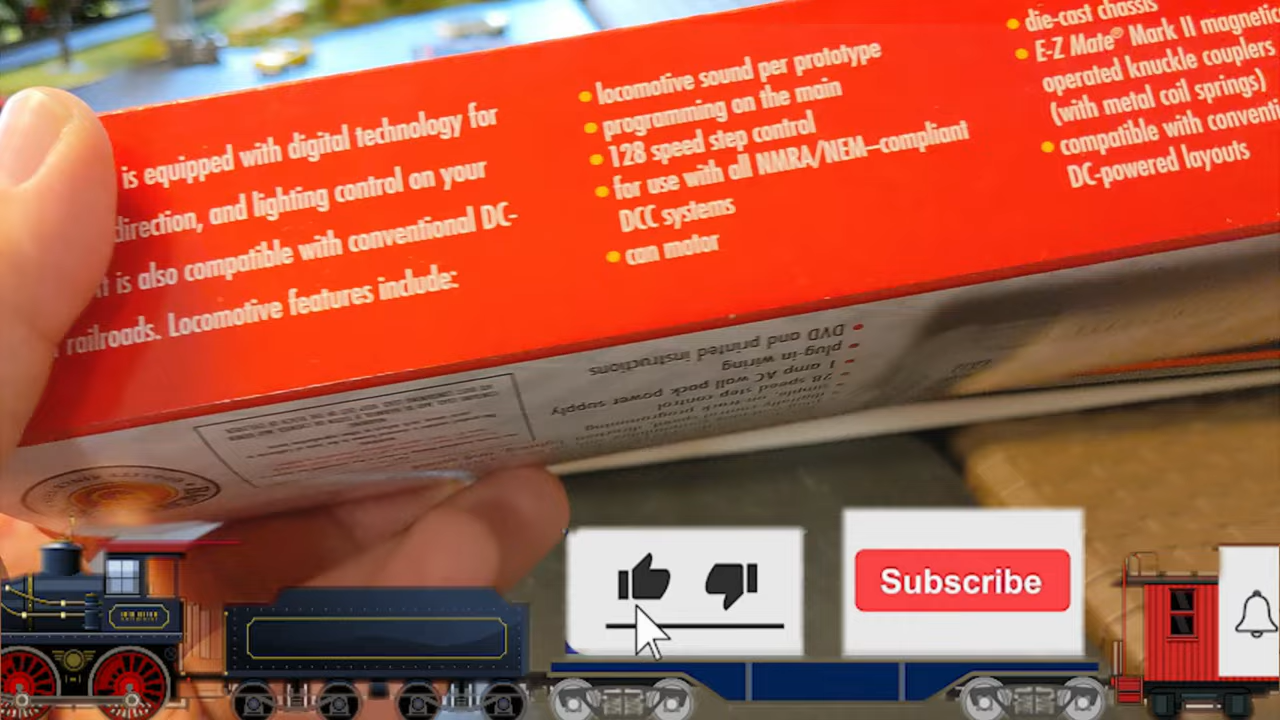 is equipped with digital technology for
direction, and lighting control on your
It is also compatible with conventional DC-
railroads. Locomotive features include:
• locomotive sound per prototype
• programming on the main
• 128 speed step control
• for use with all NMRA/NEM–compliant
DCC systems
• can motor
• die-cast chassis
• E-Z Mate® Mark II magnetic
operated knuckle couplers
(with metal coil springs)
• compatible with conventi
DC-powered layouts
• DVD and printed instructions
• plug-in wiring
• 1 amp AC wall pack power supply
• 28 speed step control
Subscribe